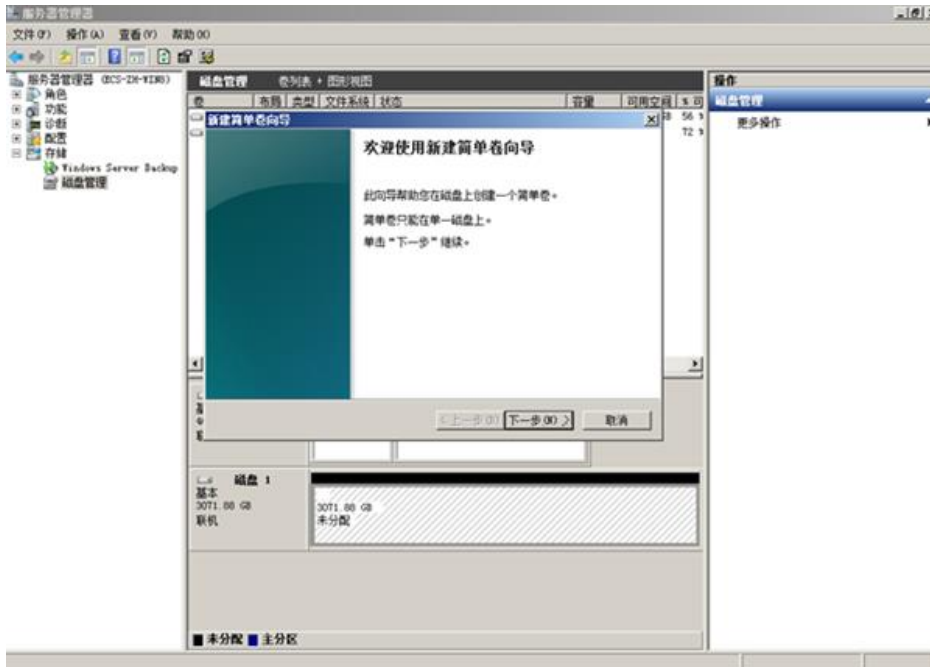 服务器管理器
文件(F) 操作(A) 查看(V) 帮助(H)
服务器管理器 (ECS-ZH-WIN8)
角色
功能
诊断
配置
存储
Windows Server Backup
磁盘管理
磁盘管理 卷列表 + 图形视图
卷 布局 类型 文件系统 状态 容量 可用空间 % 可
56 %
72 %
新建简单卷向导
欢迎使用新建简单卷向导
此向导帮助您在磁盘上创建一个简单卷。
简单卷只能在单一磁盘上。
单击“下一步”继续。
<上一步(B) 下一步(N) > 取消
磁盘 1
基本
3071.88 GB
联机
3071.88 GB
未分配
未分配 主分区
操作
磁盘管理
更多操作